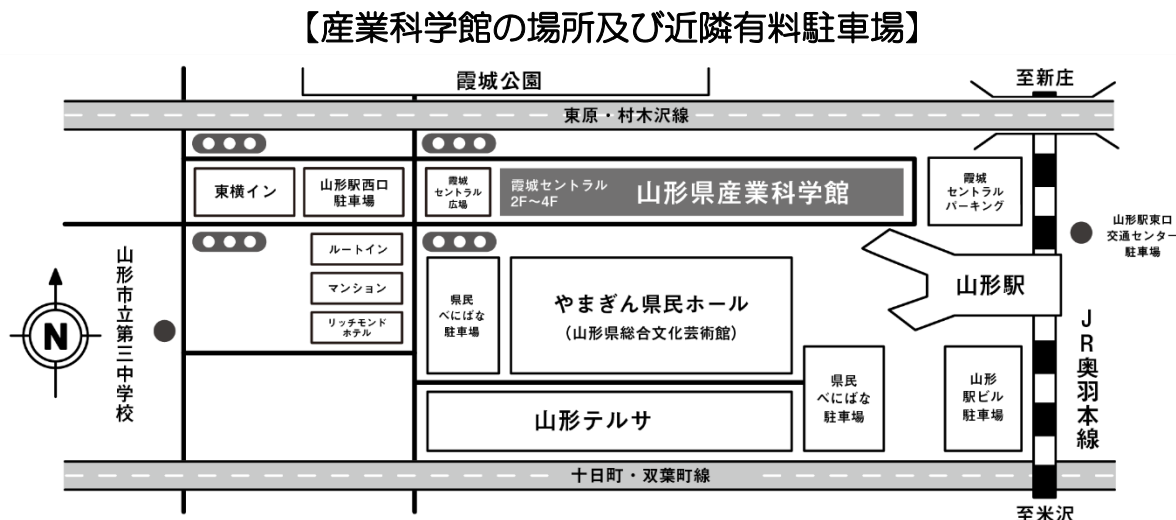 【産業科学館の場所及び近隣有料駐車場】
霞城公園
至新庄
東原・村木沢線
東横イン
山形駅西口
駐車場
霞城
セントラル
広場
霞城セントラル
2F〜4F
山形県産業科学館
霞城
セントラル
パーキング
山形駅東口
交通センター
駐車場
山形市立第三中学校
ルートイン
マンション
リッチモンド
ホテル
県民
べにばな
駐車場
やまぎん県民ホール
(山形県総合文化芸術館)
山形駅
N
JR奥羽本線
山形テルサ
県民
べにばな
駐車場
山形
駅ビル
駐車場
十日町・双葉町線
至米沢